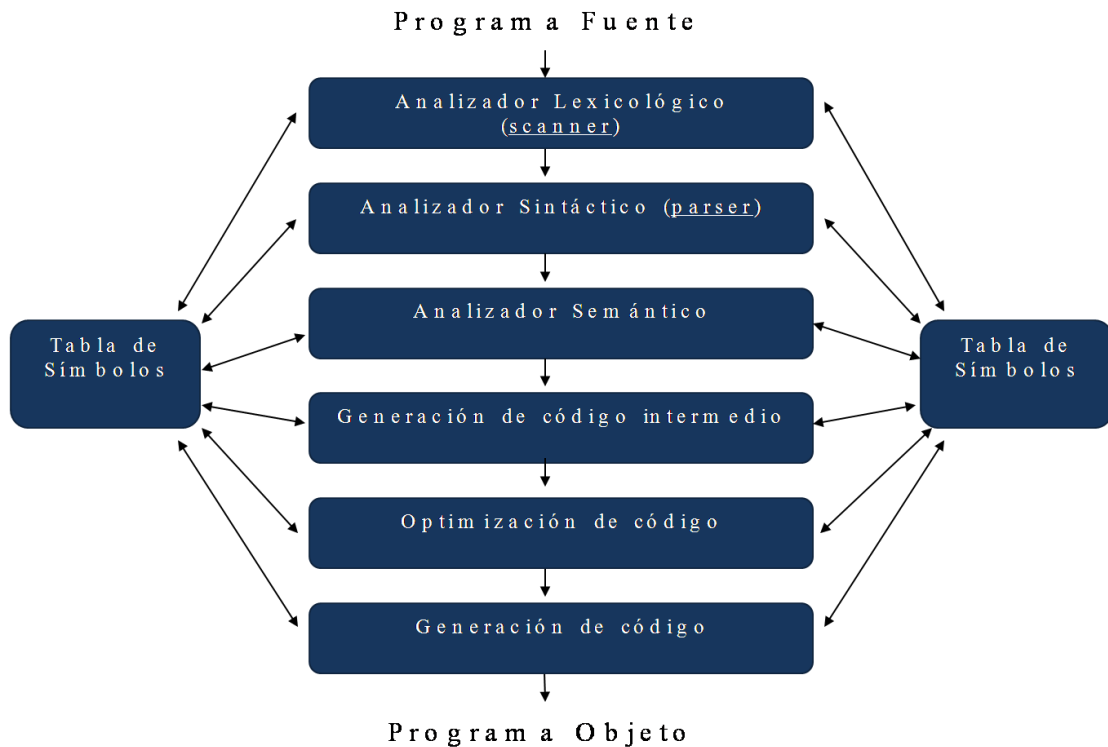 Programa Fuente
Analizador Lexicológico
(scanner)
Analizador Sintáctico (parser)
Analizador Semántico
Tabla de
Símbolos
Tabla de
Símbolos
Generación de código intermedio
Optimización de código
Generación de código
Programa Objeto